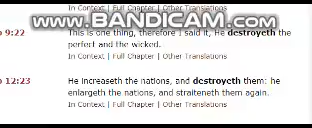 In Context | Full Chapter | Other Translations
www.BANDICAM.com
9:22 This is one thing, therefore I said it, He destroyeth the
perfect and the wicked.
In Context | Full Chapter | Other Translations
12:23 He increaseth the nations, and destroyeth them: he
enlargeth the nations, and straiteneth them again.
In Context | Full Chapter | Other Translations